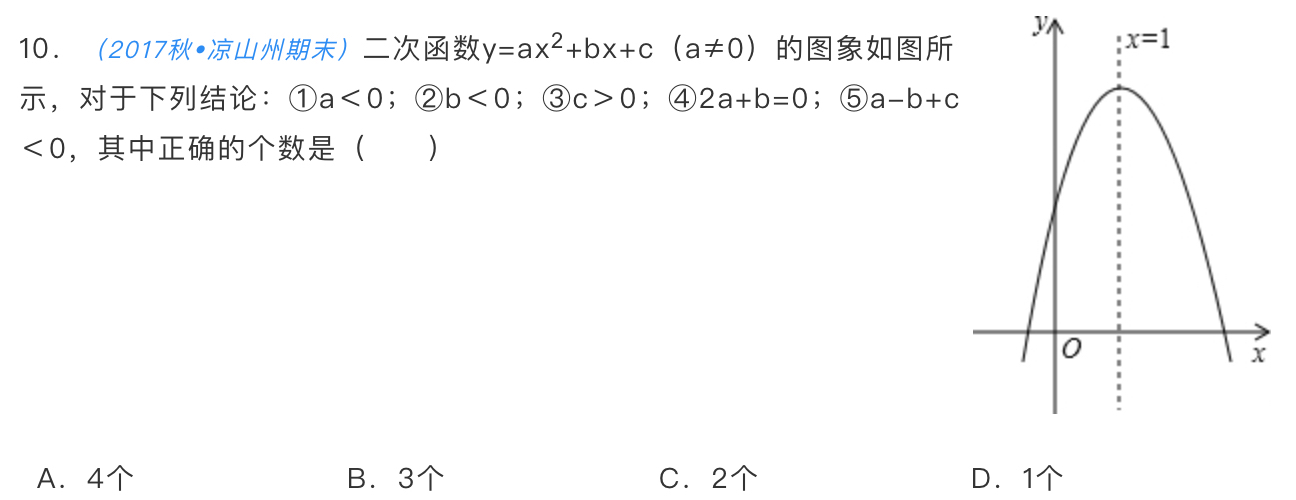 10. （2017秋•凉山州期末）二次函数y=ax²+bx+c（a≠0）的图象如图所
示，对于下列结论：①a＜0；②b＜0；③c＞0；④2a+b=0；⑤a–b+c
＜0，其中正确的个数是（　　）
y
x=1
O
x
A. 4个
B. 3个
C. 2个
D. 1个